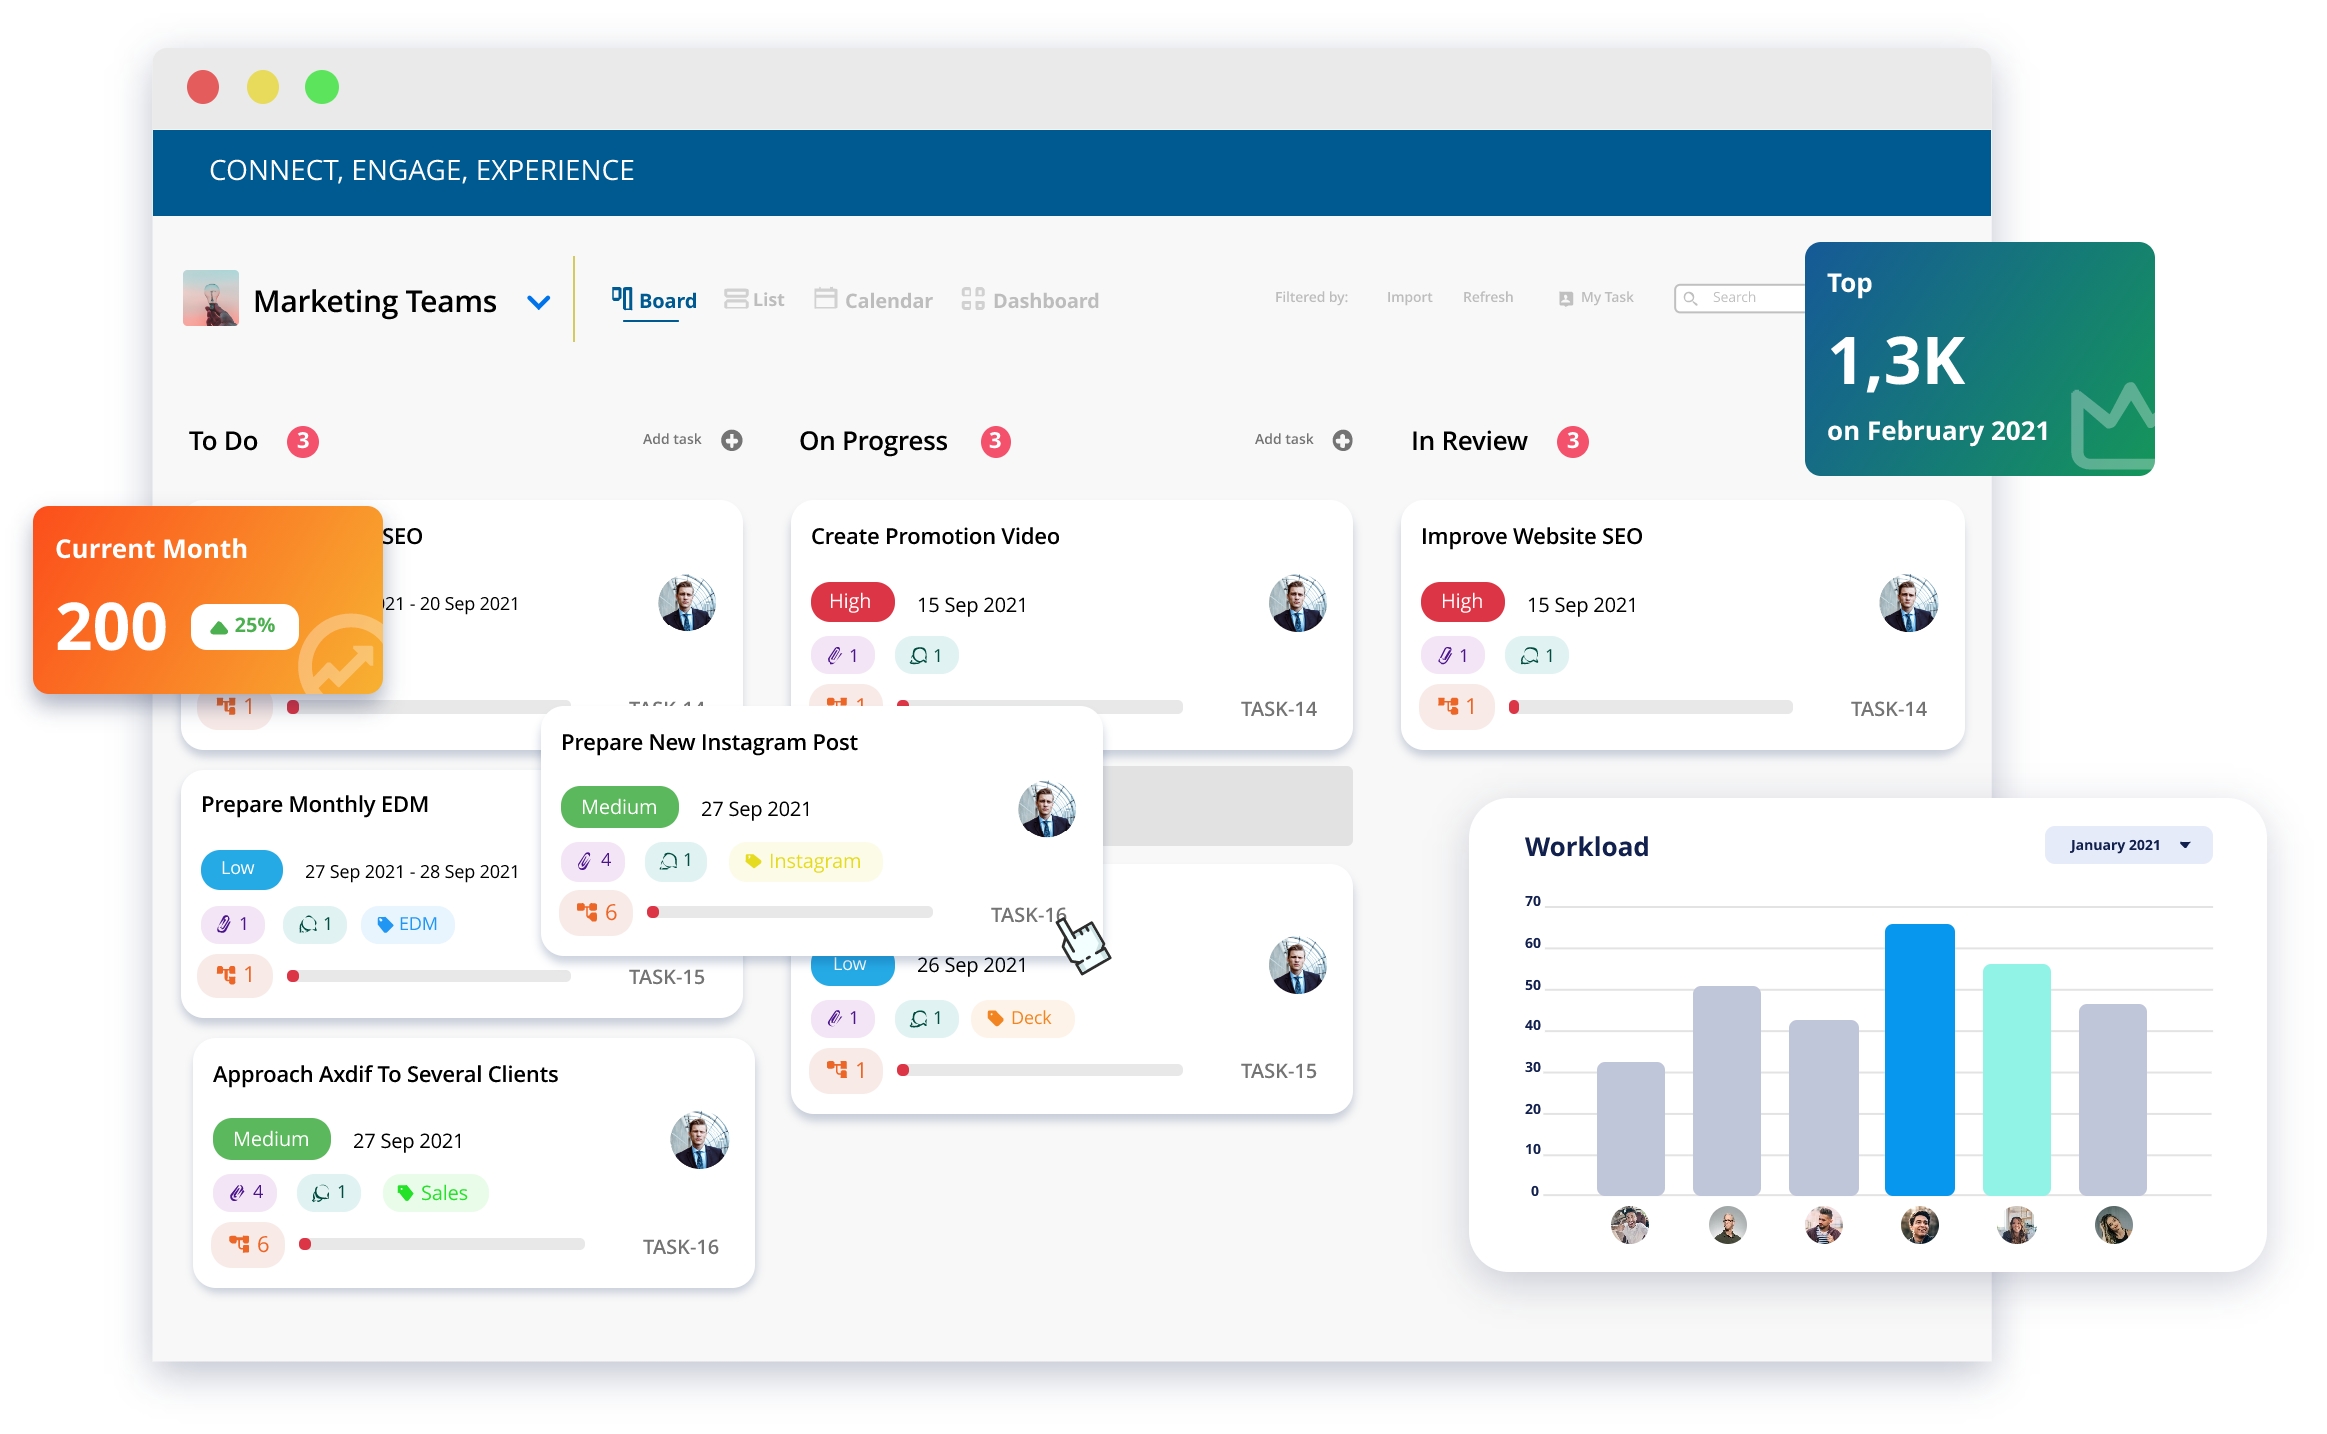 CONNECT, ENGAGE, EXPERIENCE
Marketing Teams
Board
List
Calendar
Dashboard
Filtered by:
Import
Refresh
My Task
Search
Top
1,3K
on February 2021
To Do 3
Add task
On Progress 3
Add task
In Review 3
Current Month
200
25%
SEO
21 - 20 Sep 2021
1
TASK-14
Prepare Monthly EDM
Low
27 Sep 2021 - 28 Sep 2021
1
1
EDM
1
TASK-15
Approach Axdif To Several Clients
Medium
27 Sep 2021
4
1
Sales
6
TASK-16
Create Promotion Video
High
15 Sep 2021
1
1
1
TASK-14
Prepare New Instagram Post
Medium
27 Sep 2021
4
1
Instagram
6
TASK-16
Low
26 Sep 2021
1
1
Deck
1
TASK-15
Improve Website SEO
High
15 Sep 2021
1
1
1
TASK-14
Workload
January 2021
70
60
50
40
30
20
10
0